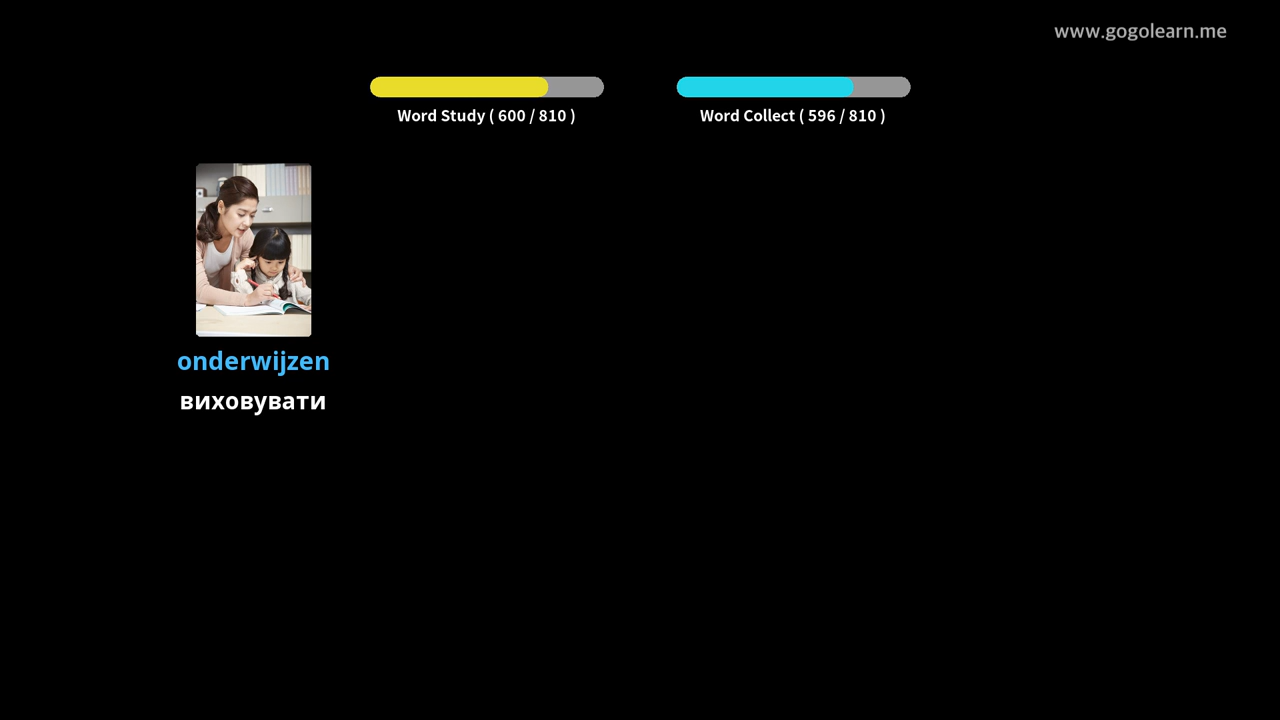 www.gogolearn.me
Word Study ( 600 / 810 )
Word Collect ( 596 / 810 )
onderwijzen
виховувати